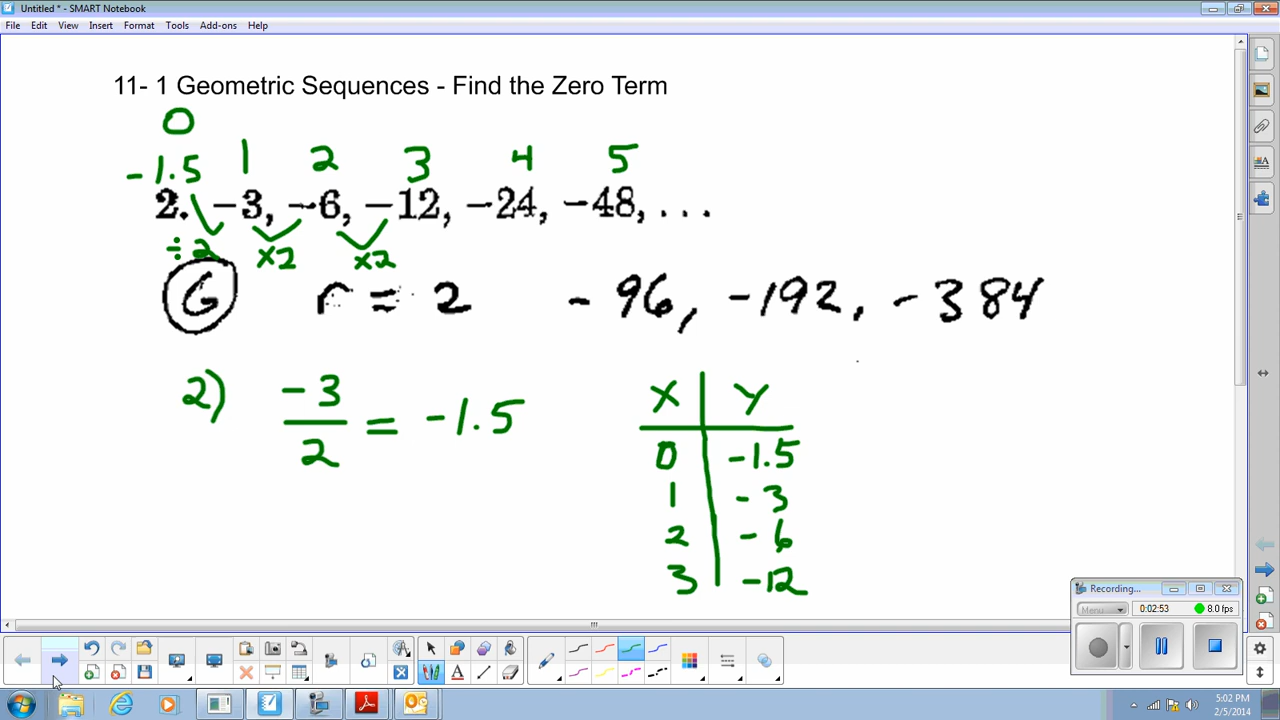 Untitled * - SMART Notebook
File Edit View Insert Format Tools Add-ons Help
11- 1 Geometric Sequences - Find the Zero Term
0
-1.5 1 2 3 4 5
2. -3, -6, -12, -24, -48, ...
÷2 x2 x2
G r = 2 - 96, -192, -384
2) -3
2 = -1.5
X Y
0 -1.5
1 -3
2 -6
3 -12
Recording...
Menu 0:02:53 8.0 fps
5:02 PM
2/5/2014